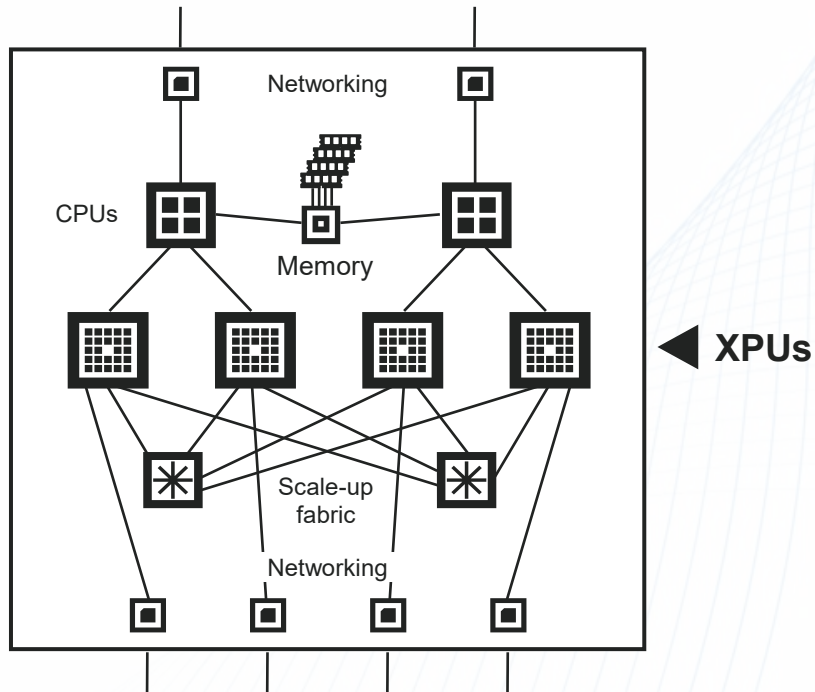 Networking
CPUs
Memory
XPUs
Scale-up
fabric
Networking